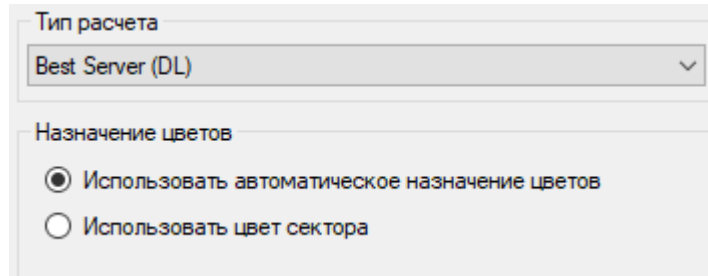 Тип расчета
Best Server (DL)
Назначение цветов
Использовать автоматическое назначение цветов
Использовать цвет сектора